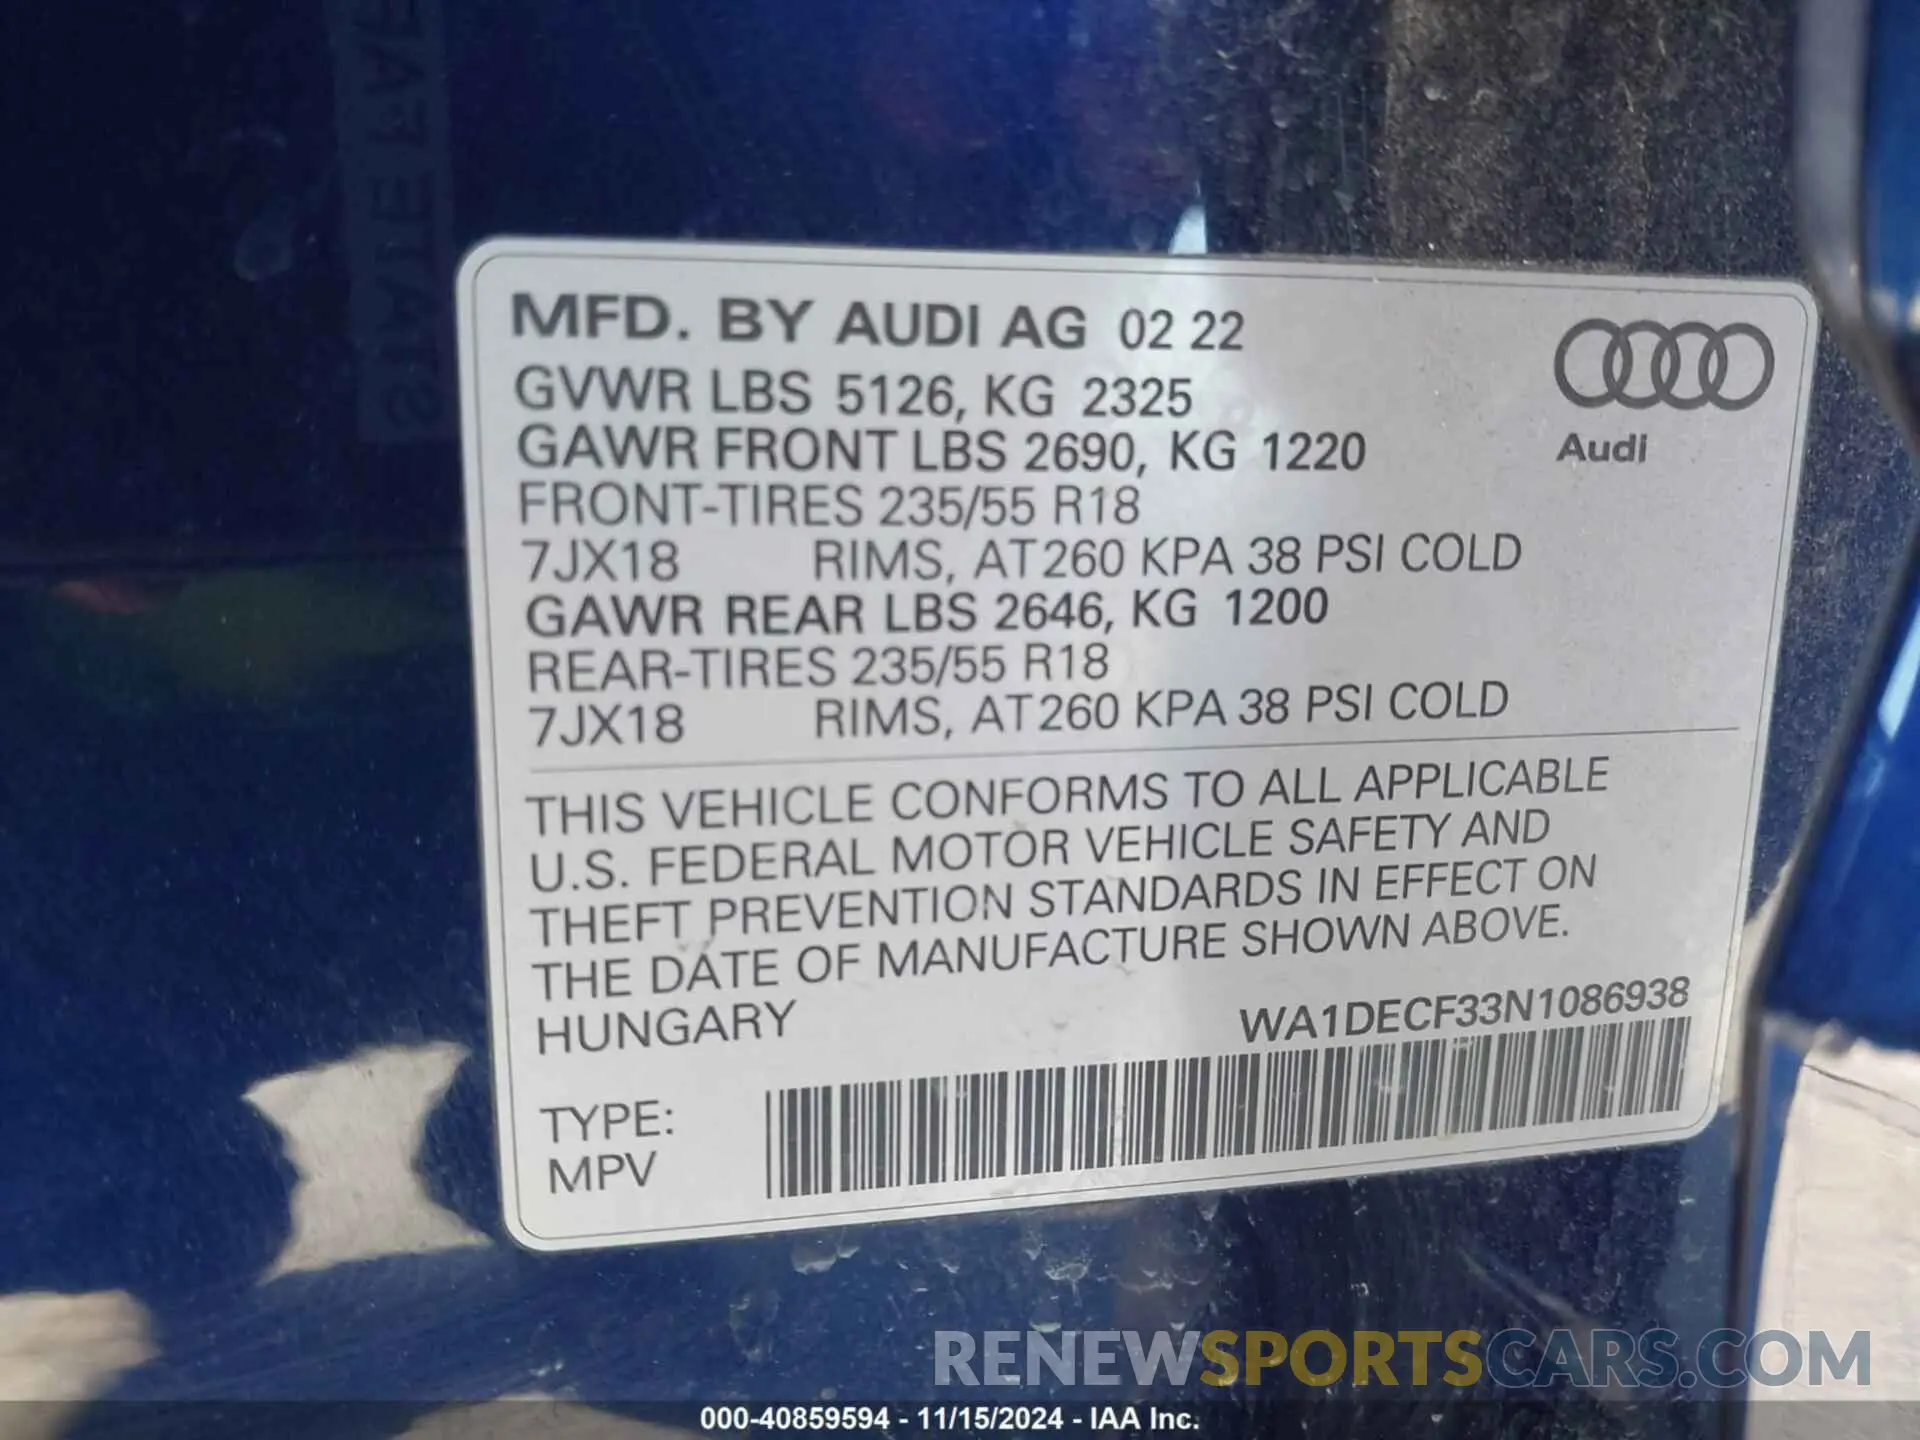 MFD. BY AUDI AG 02 22
GVWR LBS 5126, KG 2325
GAWR FRONT LBS 2690, KG 1220
Audi
FRONT-TIRES 235/55 R18
7JX18 RIMS, AT 260 KPA 38 PSI COLD
GAWR REAR LBS 2646, KG 1200
REAR-TIRES 235/55 R18
7JX18 RIMS, AT 260 KPA 38 PSI COLD
THIS VEHICLE CONFORMS TO ALL APPLICABLE
U.S. FEDERAL MOTOR VEHICLE SAFETY AND
THEFT PREVENTION STANDARDS IN EFFECT ON
THE DATE OF MANUFACTURE SHOWN ABOVE.
HUNGARY WA1DECF33N1086938
TYPE:
MPV
RENEWSPORTSCARS.COM
000-40859594 - 11/15/2024 - IAA Inc.